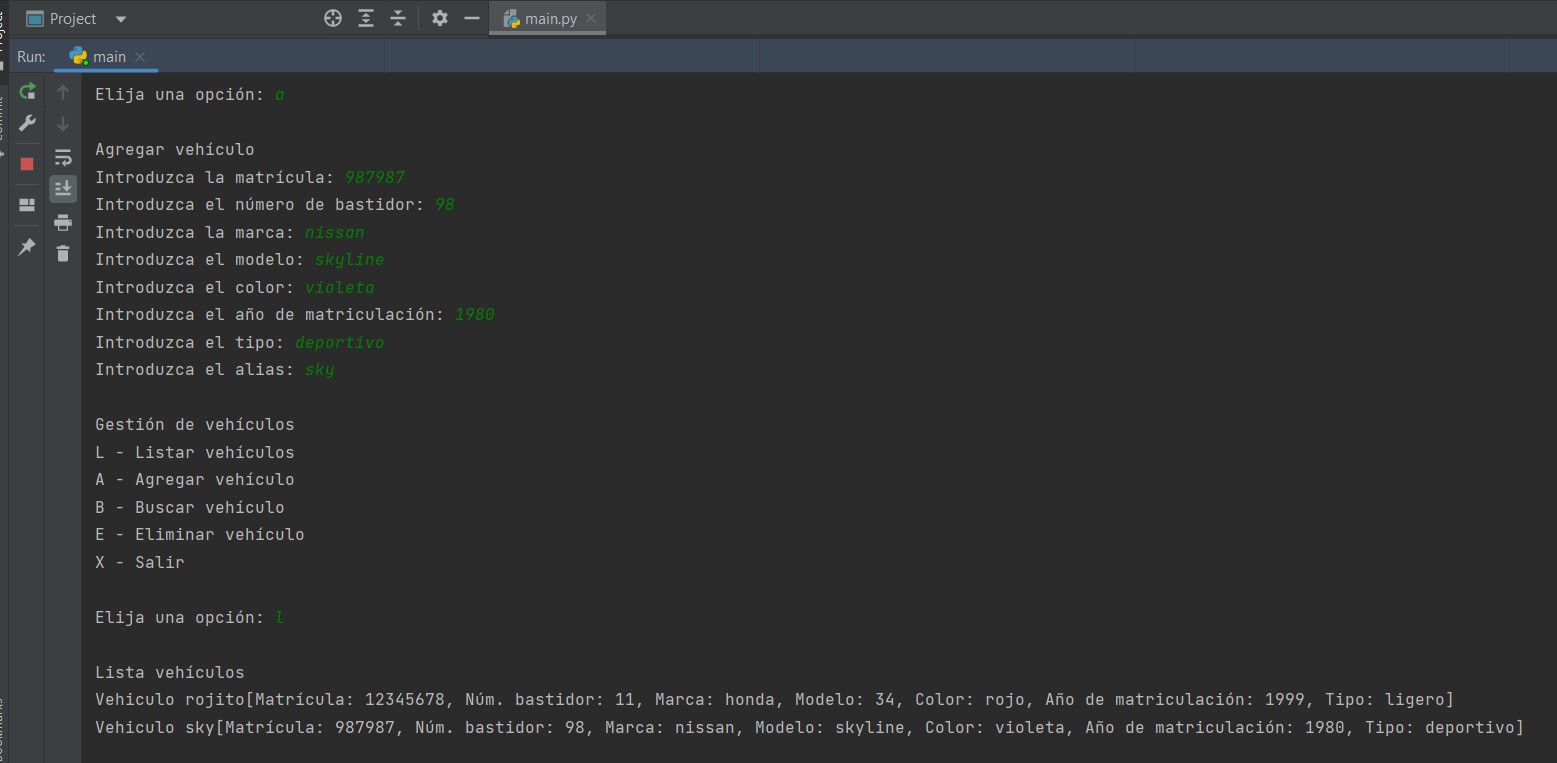 Project
main.py
Run:
main
Elija una opción: a
Agregar vehículo
Introduzca la matrícula: 987987
Introduzca el número de bastidor: 98
Introduzca la marca: nissan
Introduzca el modelo: skyline
Introduzca el color: violeta
Introduzca el año de matriculación: 1980
Introduzca el tipo: deportivo
Introduzca el alias: sky
Gestión de vehículos
L - Listar vehículos
A - Agregar vehículo
B - Buscar vehículo
E - Eliminar vehículo
X - Salir
Elija una opción: l
Lista vehículos
Vehiculo rojito[Matrícula: 12345678, Núm. bastidor: 11, Marca: honda, Modelo: 34, Color: rojo, Año de matriculación: 1999, Tipo: ligero]
Vehiculo sky[Matrícula: 987987, Núm. bastidor: 98, Marca: nissan, Modelo: skyline, Color: violeta, Año de matriculación: 1980, Tipo: deportivo]